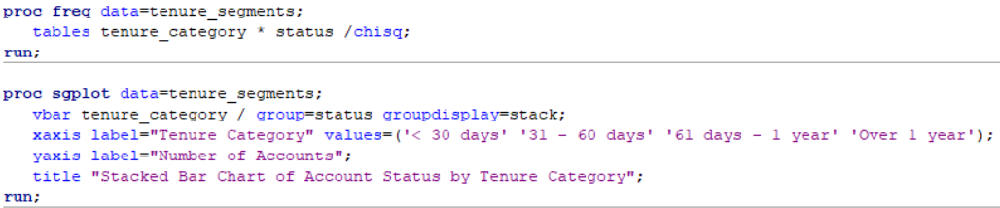 proc freq data=tenure_segments;
tables tenure_category * status /chisq;
run;
proc sgplot data=tenure_segments;
vbar tenure_category / group=status groupdisplay=stack;
xaxis label="Tenure Category" values=('< 30 days' '31 - 60 days' '61 days - 1 year' 'Over 1 year');
yaxis label="Number of Accounts";
title "Stacked Bar Chart of Account Status by Tenure Category";
run;